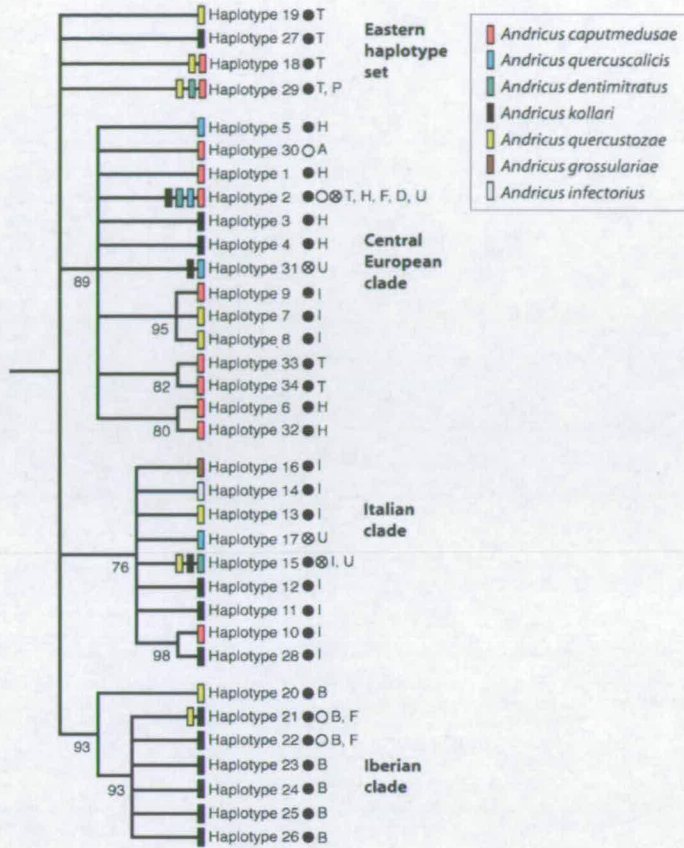 Haplotype 19 ● T
Haplotype 27 ● T
Haplotype 18 ● T
Haplotype 29 ● T, P
Eastern
haplotype
set
Haplotype 5 ● H
Haplotype 30 ○ A
Haplotype 1 ● H
Haplotype 2 ●○⊗ T, H, F, D, U
Haplotype 3 ● H
Haplotype 4 ● H
Haplotype 31 ⊗ U
Haplotype 9 ● I
Haplotype 7 ● I
Haplotype 8 ● I
Haplotype 33 ● T
Haplotype 34 ● T
Haplotype 6 ● H
Haplotype 32 ● H
89
95
82
80
Central
European
clade
Haplotype 16 ● I
Haplotype 14 ● I
Haplotype 13 ● I
Haplotype 17 ⊗ U
Haplotype 15 ●⊗ I, U
Haplotype 12 ● I
Haplotype 11 ● I
Haplotype 10 ● I
Haplotype 28 ● I
76
98
Italian
clade
Haplotype 20 ● B
Haplotype 21 ●○ B, F
Haplotype 22 ●○ B, F
Haplotype 23 ● B
Haplotype 24 ● B
Haplotype 25 ● B
Haplotype 26 ● B
93
93
Iberian
clade
Andricus caputmedusae
Andricus quercuscalicis
Andricus dentimitratus
Andricus kollari
Andricus quercustozae
Andricus grossulariae
Andricus infectorius